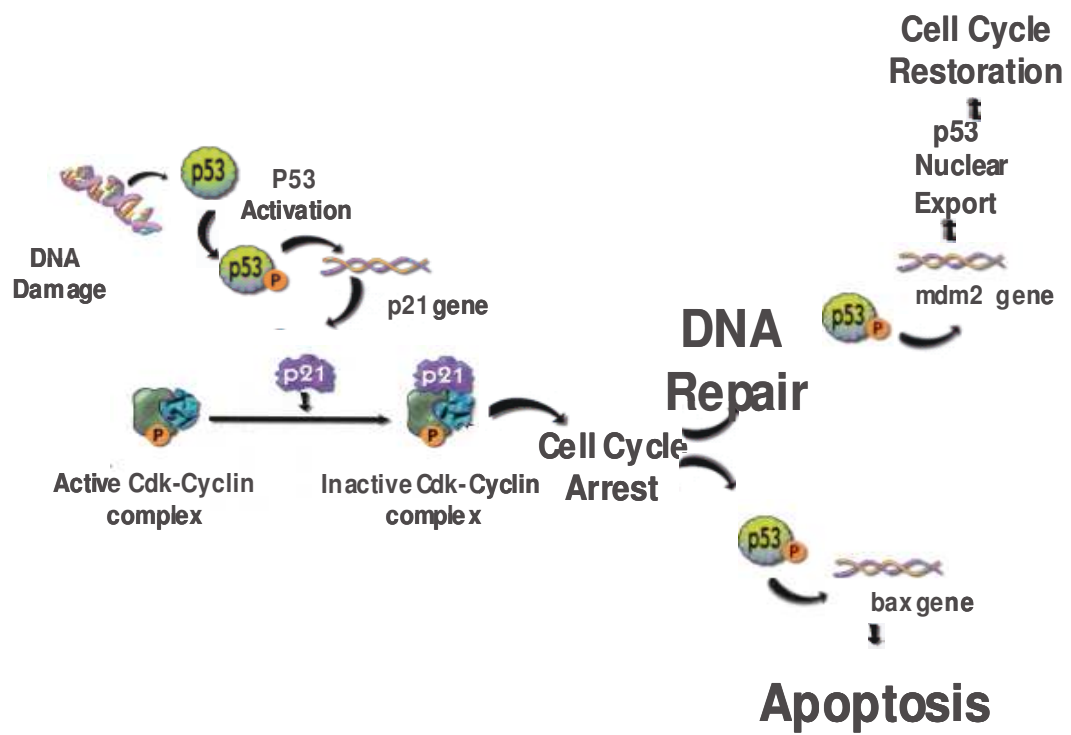 Cell Cycle
Restoration
p53
Nuclear
Export
mdm2 gene
p53
P
DNA
Damage
p53
P53
Activation
p53
P
p21 gene
p21
P
Active Cdk-Cyclin
complex
p21
P
Inactive Cdk-Cyclin
complex
Cell Cycle
Arrest
DNA
Repair
p53
P
bax gene
Apoptosis